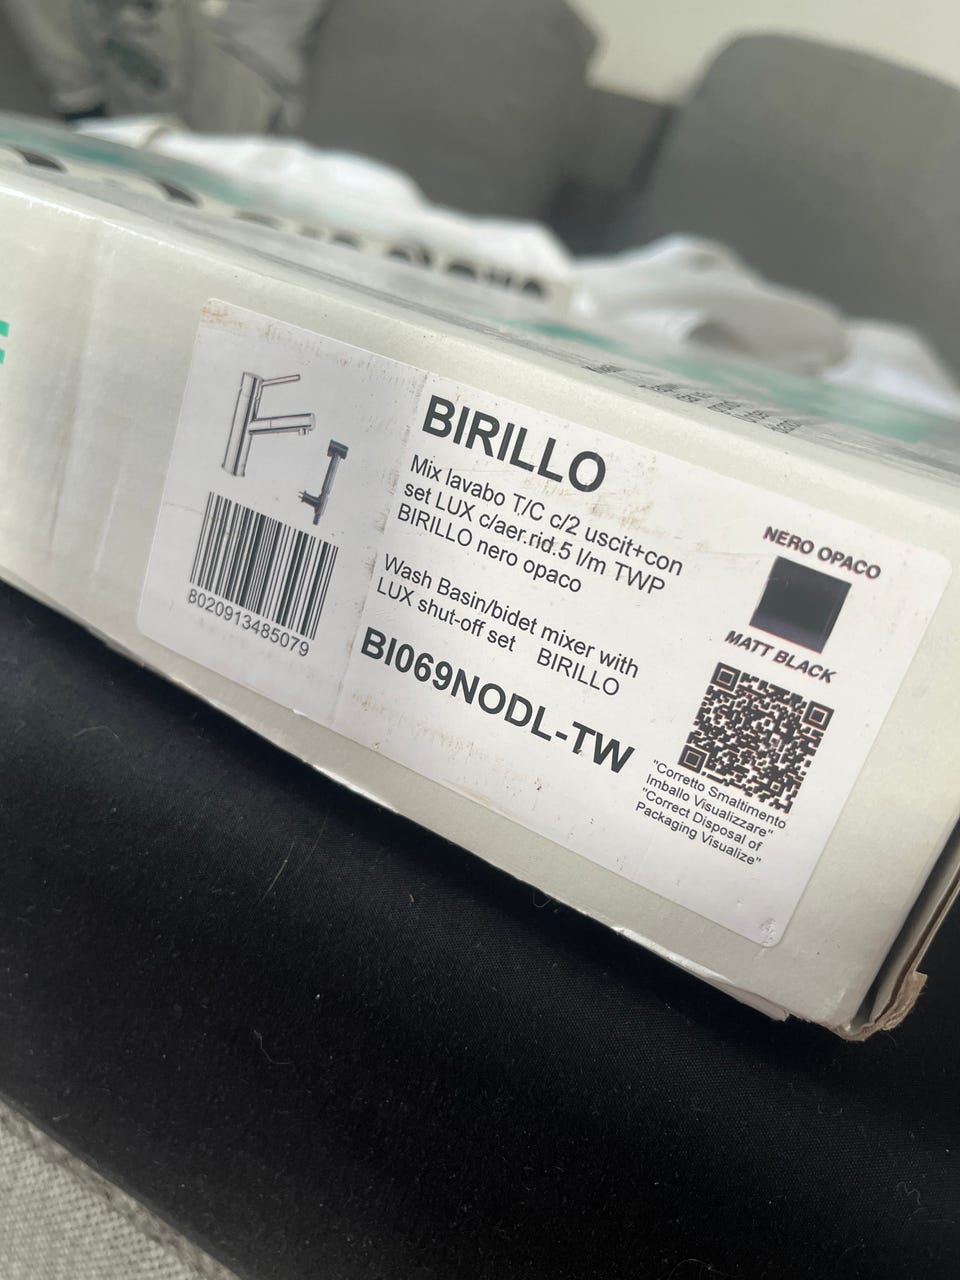 BIRILLO
Mix lavabo T/C c/2 uscit+con
set LUX c/aer.rid.5 l/m TWP
BIRILLO nero opaco
Wash Basin/bidet mixer with
LUX shut-off set BIRILLO
BI069NODL-TW
8020913485079
NERO OPACO
MATT BLACK
"Corretto Smaltimento
Imballo Visualizzare"
"Correct Disposal of
Packaging Visualize"